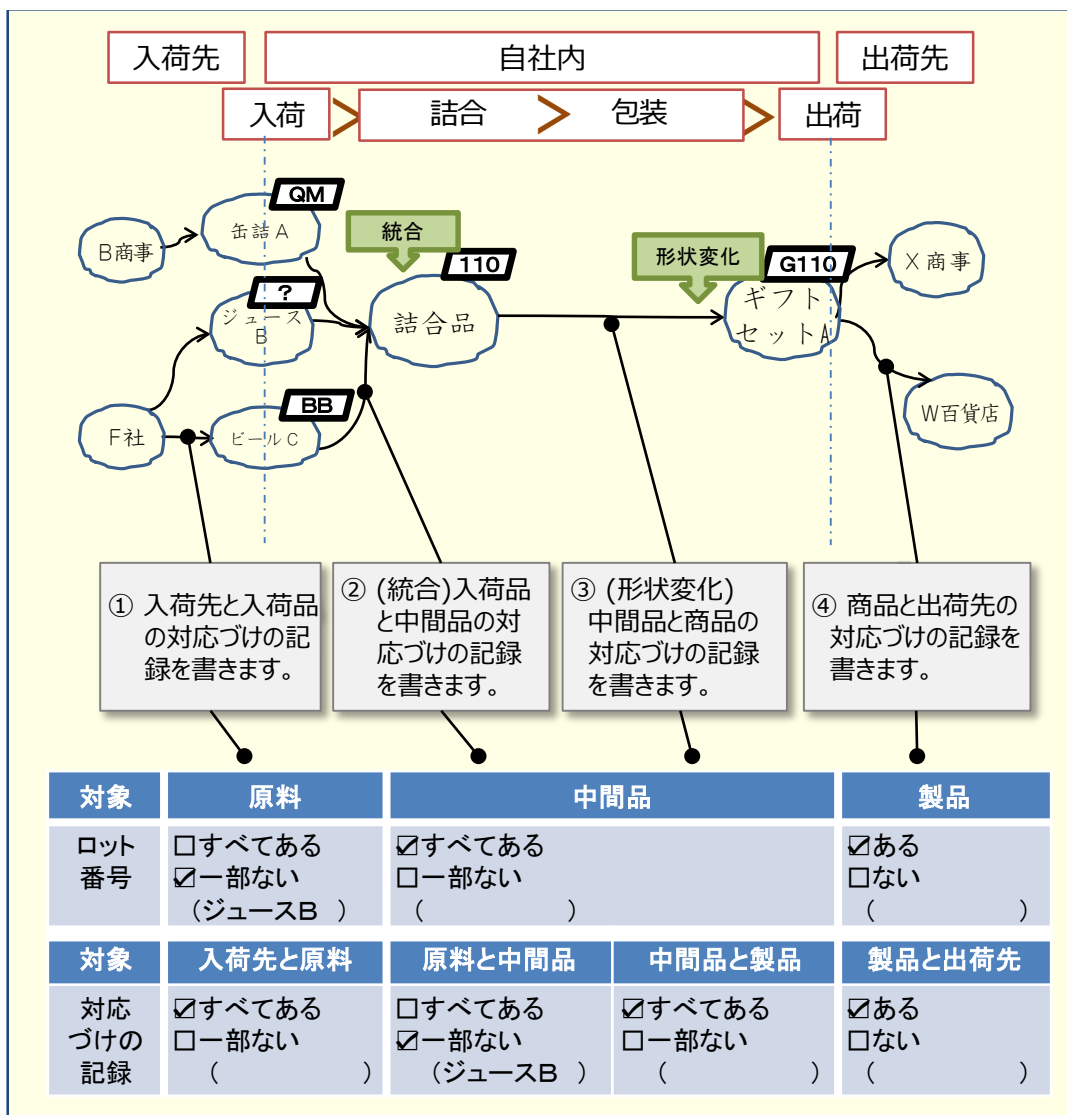 入荷先
自社内
出荷先
入荷
詰合
包装
出荷
QM
缶詰A
B商事
統合
110
形状変化
G110
X商事
?
ジュース
B
詰合品
ギフト
セットA
BB
F社
ビールC
W百貨店
① 入荷先と入荷品
の対応づけの記
録を書きます。
② (統合)入荷品
と中間品の対
応づけの記録
を書きます。
③ (形状変化)
中間品と商品の
対応づけの記録
を書きます。
④ 商品と出荷先の
対応づけの記録を
書きます。
対象 原料 中間品 製品
ロット
番号
☐すべてある
☑一部ない
(ジュースB )
☑すべてある
☐一部ない
( )
☑ある
☐ない
( )
対象 入荷先と原料 原料と中間品 中間品と製品 製品と出荷先
対応
づけの
記録
☑すべてある
☐一部ない
( )
☐すべてある
☑一部ない
(ジュースB )
☑すべてある
☐一部ない
( )
☑ある
☐ない
( )